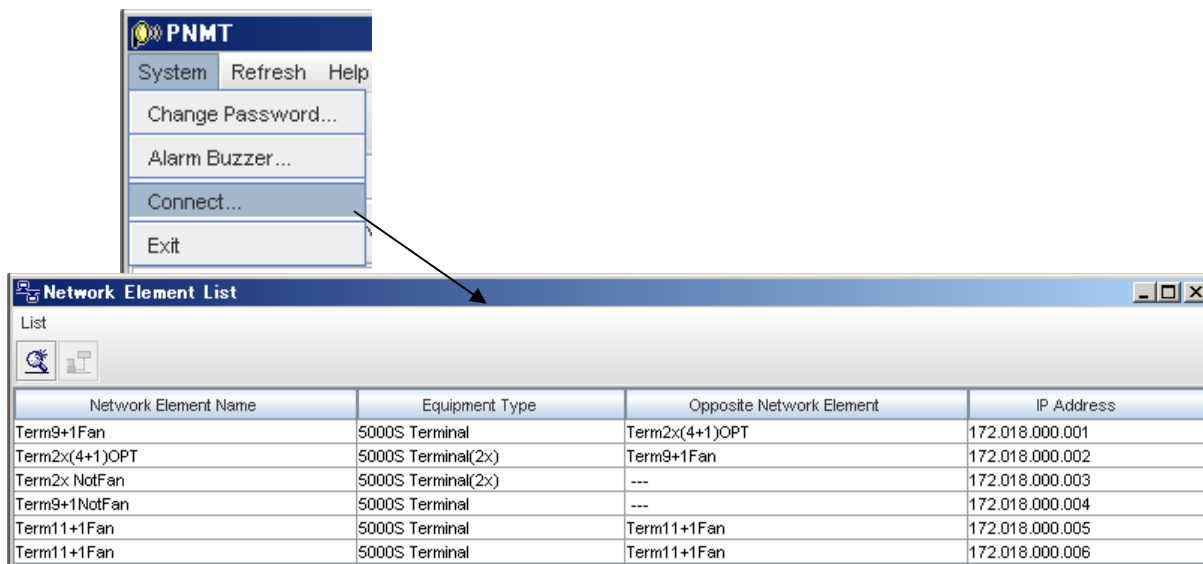 PNMT
System Refresh Help
Change Password...
Alarm Buzzer...
Connect...
Exit
Network Element List
List
Network Element Name Equipment Type Opposite Network Element IP Address
Term9+1Fan 5000S Terminal Term2x(4+1)OPT 172.018.000.001
Term2x(4+1)OPT 5000S Terminal(2x) Term9+1Fan 172.018.000.002
Term2x NotFan 5000S Terminal(2x) --- 172.018.000.003
Term9+1NotFan 5000S Terminal --- 172.018.000.004
Term11+1Fan 5000S Terminal Term11+1Fan 172.018.000.005
Term11+1Fan 5000S Terminal Term11+1Fan 172.018.000.006